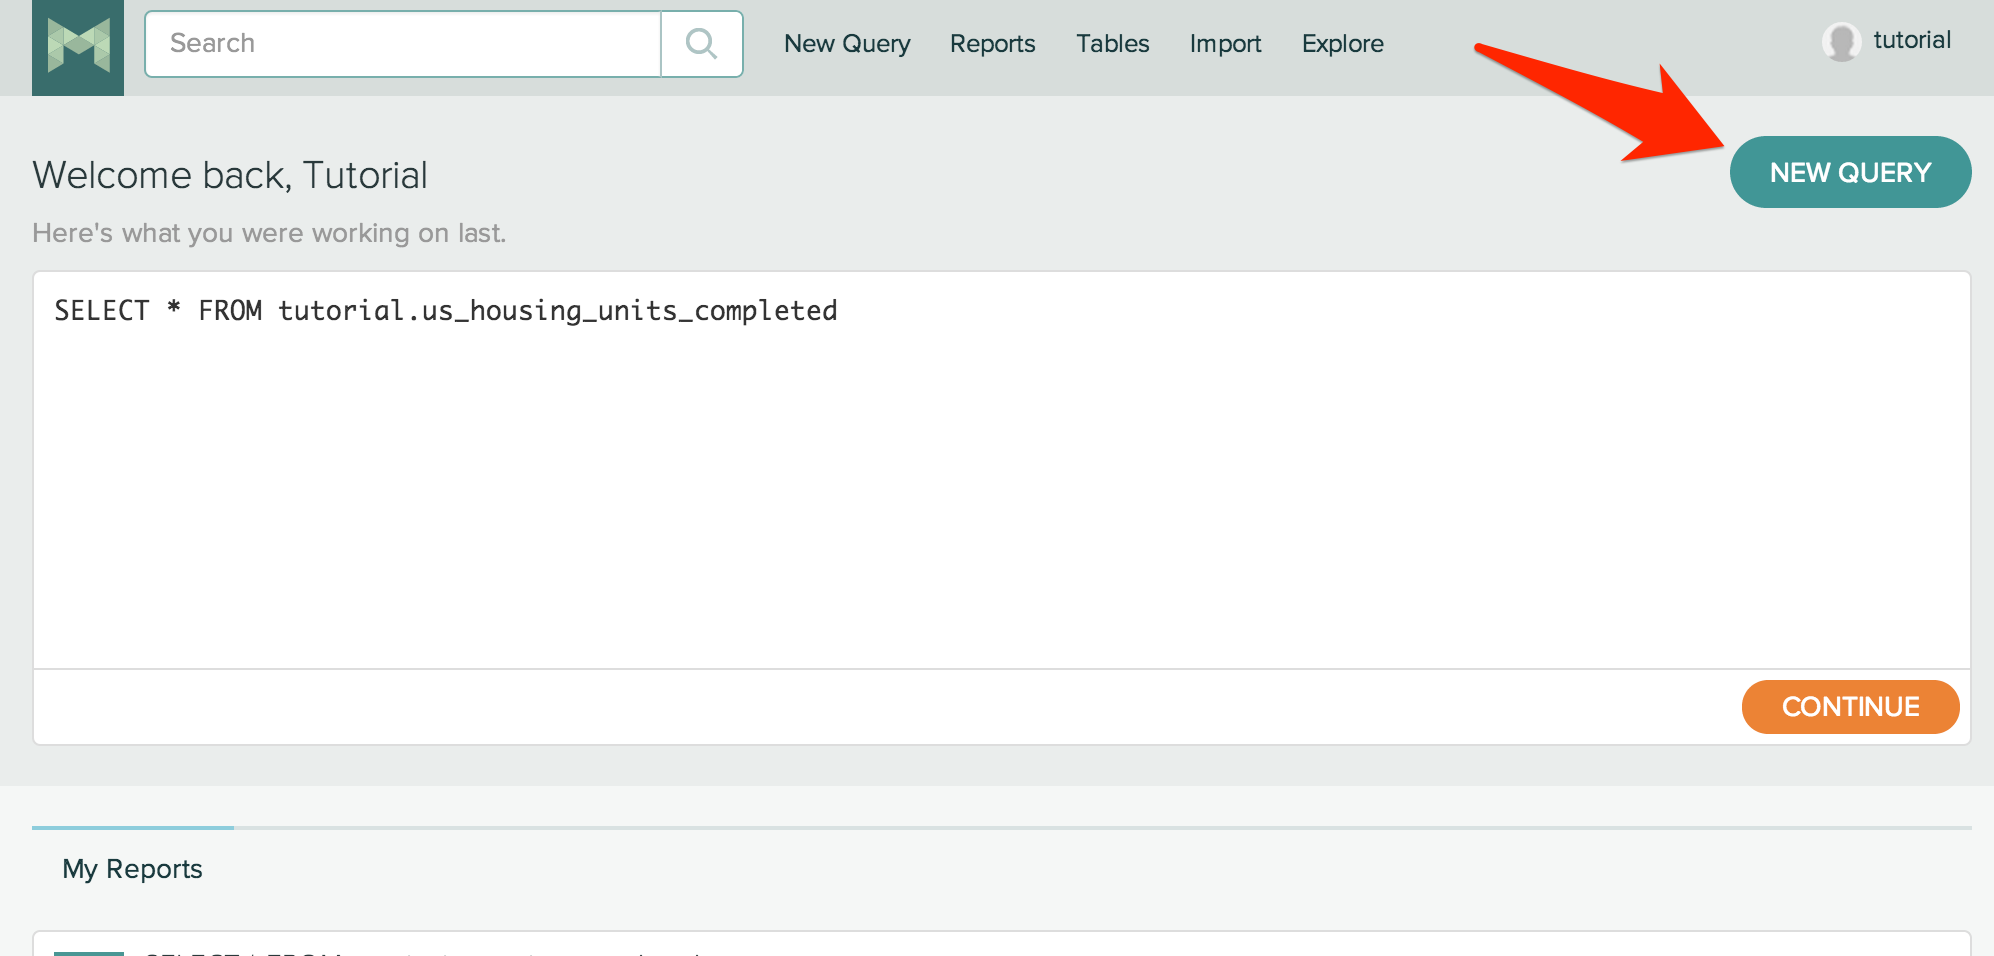 Search
New Query Reports Tables Import Explore
tutorial
Welcome back, Tutorial
NEW QUERY
Here's what you were working on last.
SELECT * FROM tutorial.us_housing_units_completed
CONTINUE
My Reports